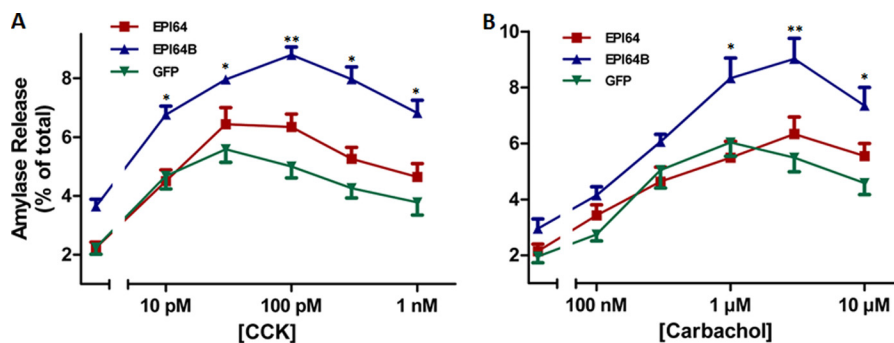 A
EPI64
EPI64B
GFP
Amylase Release
(% of total)
8
6
4
2
*
*
**
*
*
10 pM
100 pM
1 nM
[CCK]
B
EPI64
EPI64B
GFP
10
8
6
4
2
*
**
*
100 nM
1 µM
10 µM
[Carbachol]